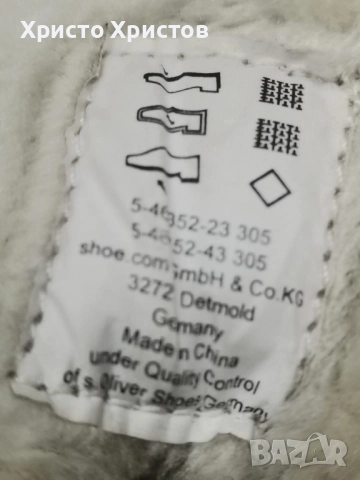 Христо Христов
5-46352-23 305
5-46352-43 305
shoe.com GmbH & Co.KG
3272 Detmold
Germany
Made in China
under Quality Control
of s.Oliver Shoes Germany
BAZAR